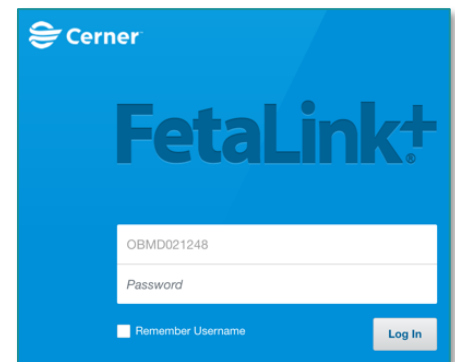 Cerner
FetaLink+®
OBMD021248
Password
Remember Username
Log In